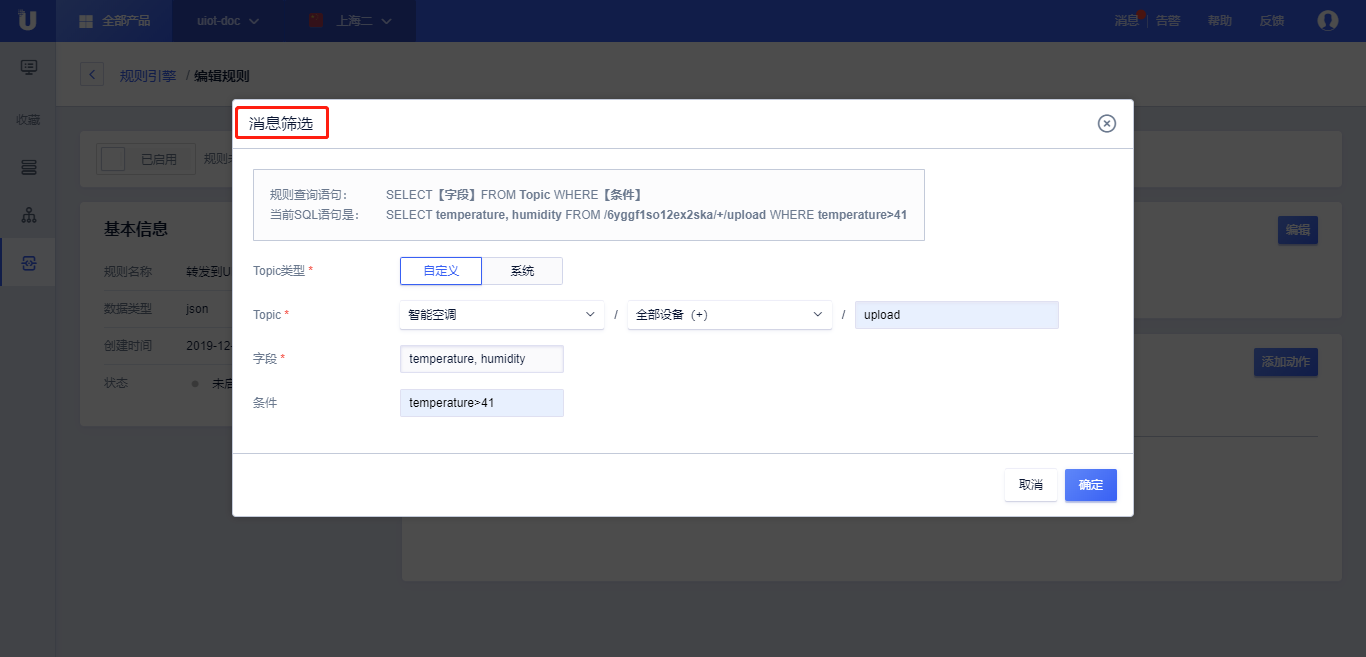 全部产品
uiot-doc
上海二
消息
告警
帮助
反馈
规则引擎 / 编辑规则
收藏
消息筛选
已启用
规则查询语句： SELECT【字段】FROM Topic WHERE【条件】
当前SQL语句是： SELECT temperature, humidity FROM /6yggf1so12ex2ska/+/upload WHERE temperature>41
基本信息
编辑
规则名称 转发到U
数据类型 json
创建时间 2019-12-
状态
Topic类型 * 自定义 系统
Topic * 智能空调 / 全部设备（+） / upload
字段 * temperature, humidity
添加动作
条件 temperature>41
取消 确定